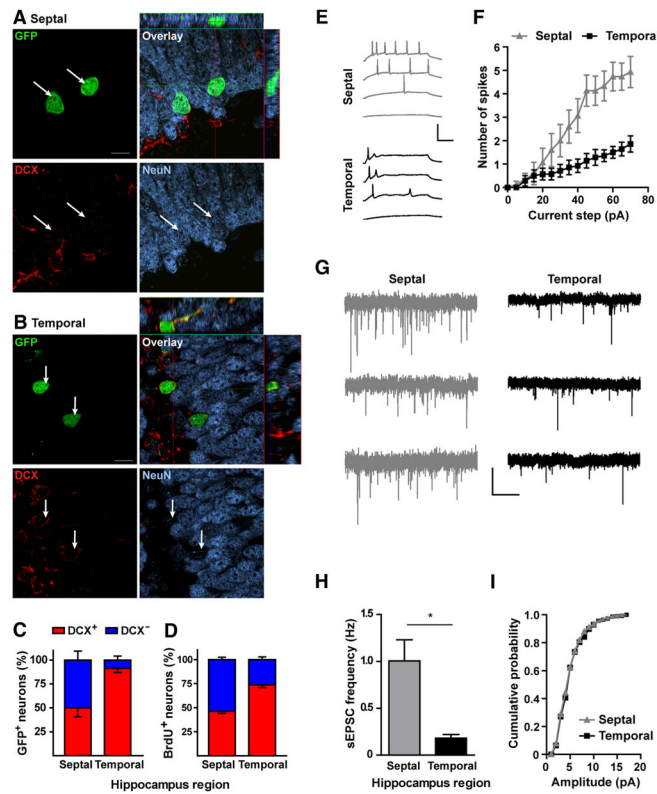 A Septal
GFP
Overlay
DCX
NeuN
B Temporal
GFP
Overlay
DCX
NeuN
C
DCX+ DCX−
D
GFP+ neurons (%)
100
75
50
25
0
Septal Temporal
BrdU+ neurons (%)
100
75
50
25
0
Septal Temporal
Hippocampus region
E
Septal
Temporal
F
Septal Tempora
Number of spikes
6
5
4
3
2
1
0
0 20 40 60 80
Current step (pA)
G
Septal Temporal
H
sEPSC frequency (Hz)
1.5
1.0
0.5
0
*
Septal Temporal
Hippocampus region
I
Cumulative probability
1.0
0.8
0.6
0.4
0.2
0.0
Septal
Temporal
0 5 10 15 20
Amplitude (pA)